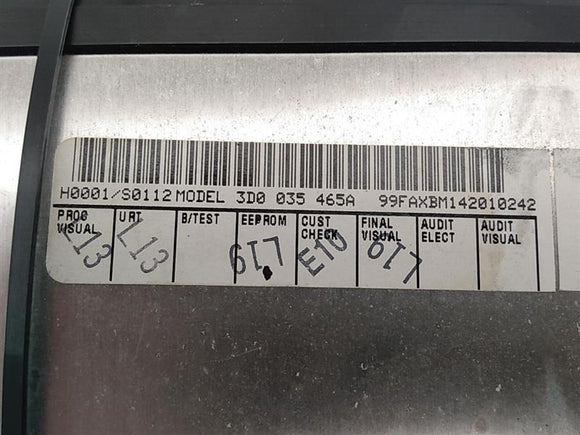 H0001/S0112 MODEL 3D0 035 465A 99FAXBM142010242
PROC VISUAL URT B/TEST EEPROM CUST CHECK FINAL VISUAL AUDIT ELECT AUDIT VISUAL
L13 L13 L19 E10 L19